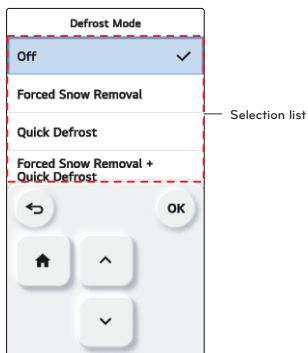 Defrost Mode
Off
Forced Snow Removal
Selection list
Quick Defrost
Forced Snow Removal +
Quick Defrost
OK